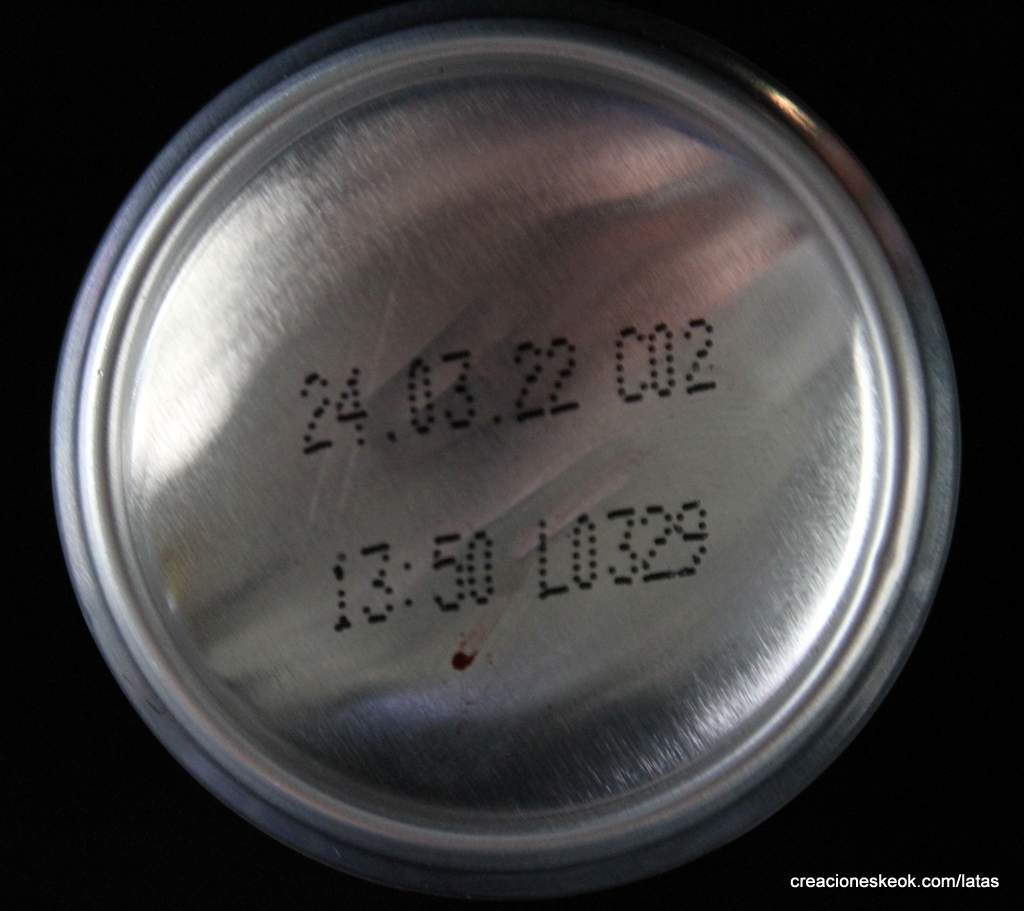 24.03.22 C02
13:50 L0329
creacioneskeok.com/latas